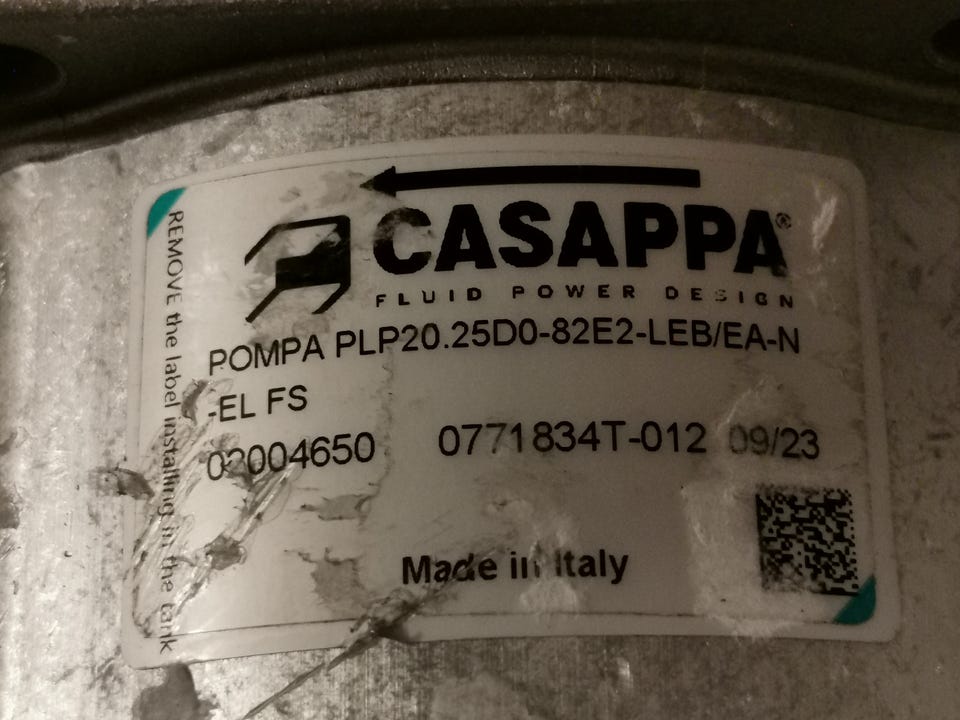 CASAPPA®
FLUID POWER DESIGN
POMPA PLP20.25D0-82E2-LEB/EA-N
-EL FS
02004650 0771834T-012 09/23
Made in Italy
REMOVE the label installing in the tank